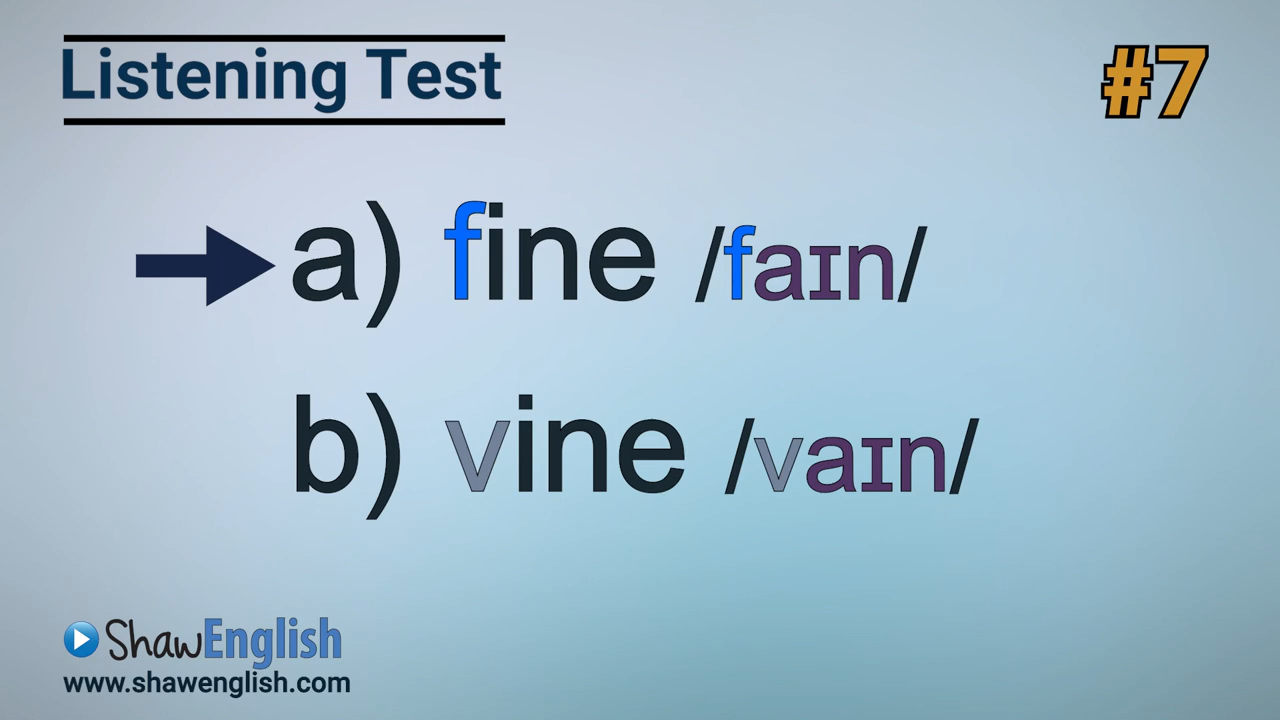 Listening Test
#7
a) fine /faɪn/
b) vine /vaɪn/
ShawEnglish
www.shawenglish.com